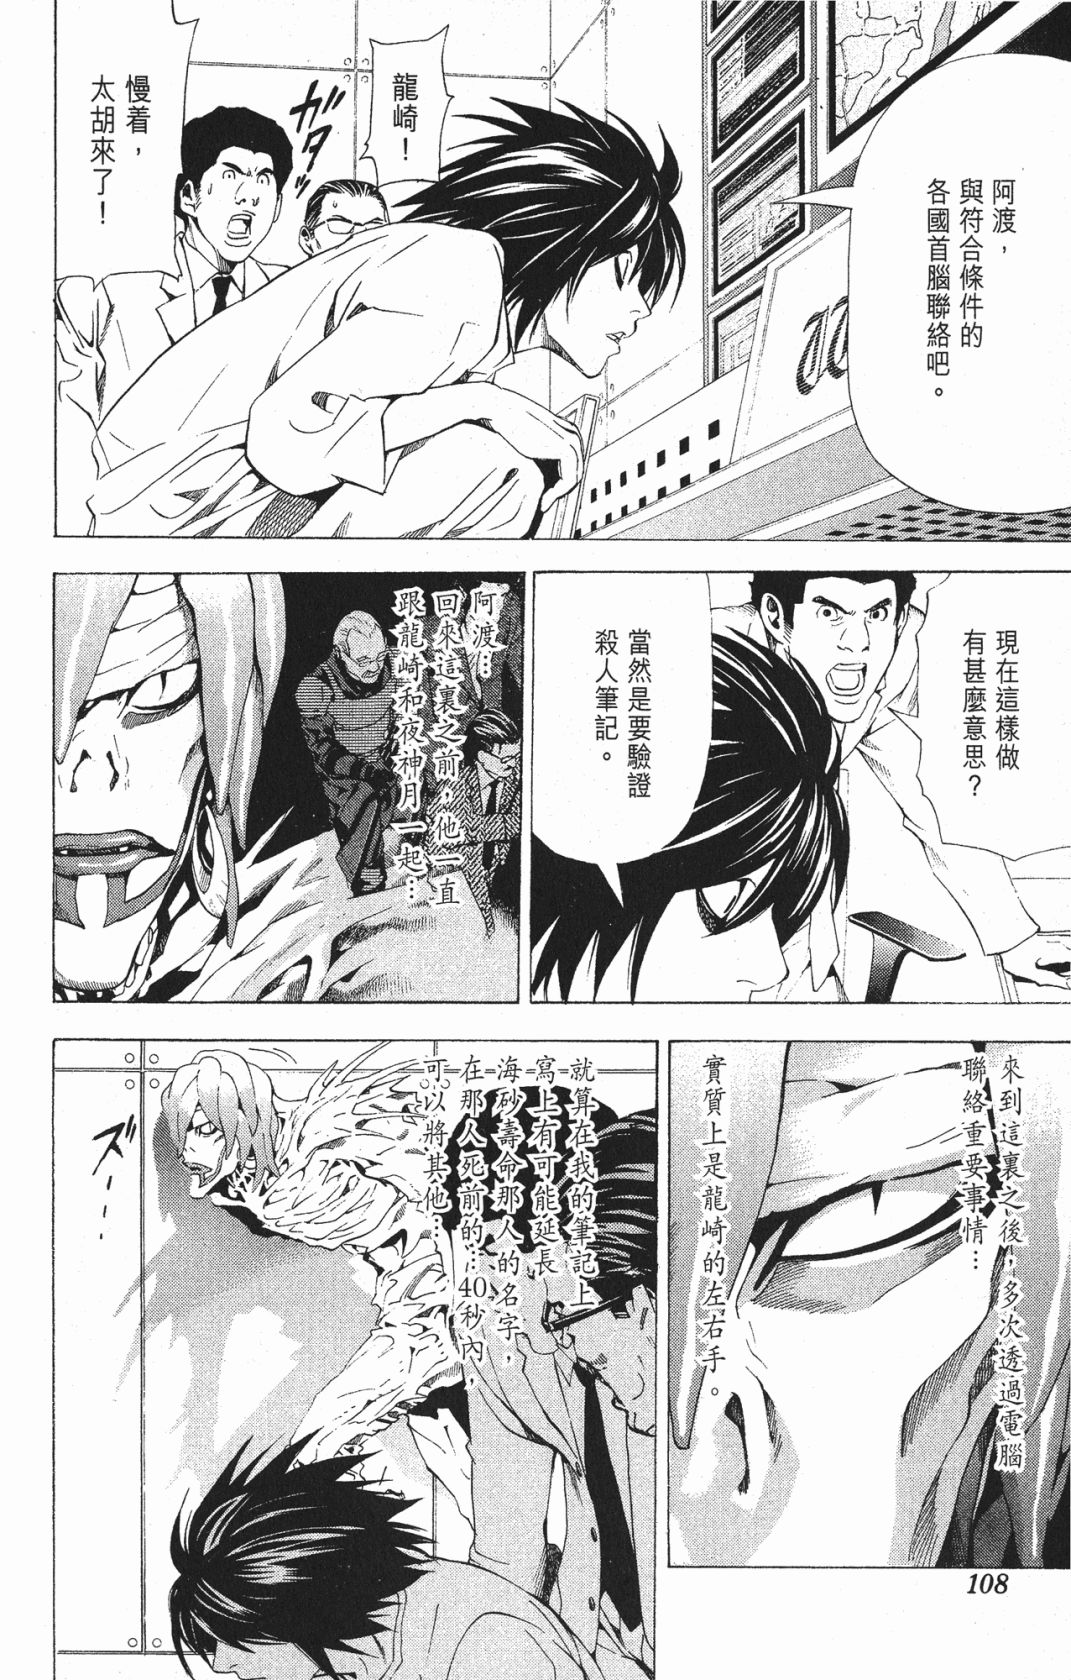 阿渡，
與符合條件的
各國首腦聯絡吧。
龍崎！
ガタ
慢着，
太胡來了！
現在這樣做
有甚麼意思？
當然是要驗證
殺人筆記。
阿渡…
回來這裏之前，他一直
跟龍崎和夜神月一起…
來到這裏之後，多次透過電腦
聯絡重要事情…
實質上是龍崎的左右手。
就算在我的筆記上
寫上有可能延長
海砂壽命那人的名字，
在那人死前的…40秒內，
可以將其他…
ズ…
108